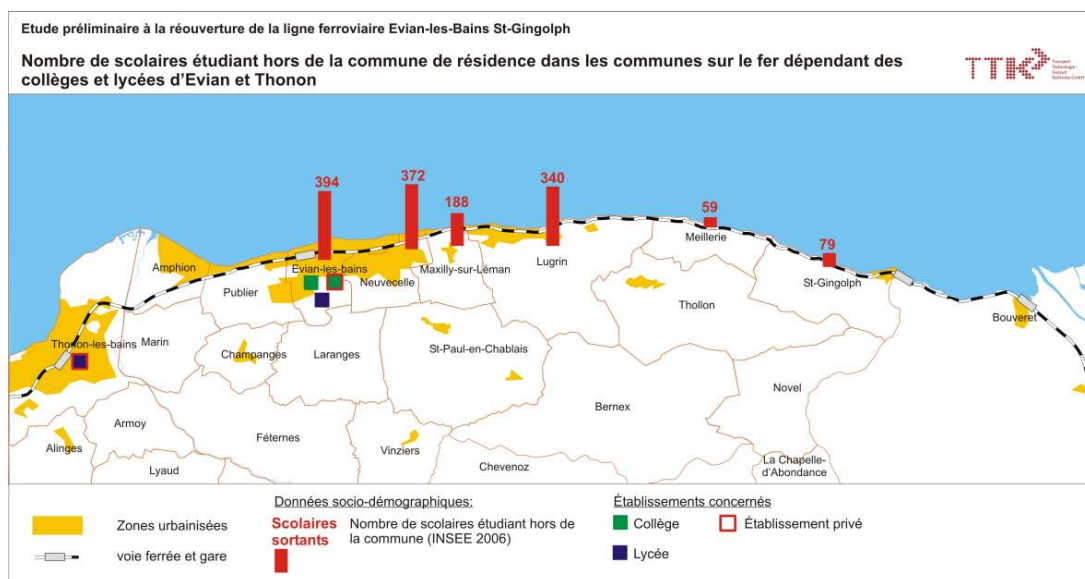 Etude préliminaire à la réouverture de la ligne ferroviaire Evian-les-Bains St-Gingolph
Nombre de scolaires étudiant hors de la commune de résidence dans les communes sur le fer dépendant des
collèges et lycées d'Evian et Thonon
TTK
Transport
Technologie-
Consult
Karlsruhe GmbH
394
372
188
340
59
79
Amphion
Evian-les-bains
Publier
Neuvecelle
Maxilly-sur-Léman
Lugrin
Meillerie
St-Gingolph
Thollon
Bouveret
Thonon-les-bains
Marin
Champanges
Laranges
St-Paul-en-Chablais
Novel
Bernex
Armoy
Féternes
Alinges
Vinziers
Lyaud
Chevenoz
La Chapelle-
d'Abondance
Zones urbainisées
voie ferrée et gare
Données socio-démographiques:
Scolaires
sortants
Nombre de scolaires étudiant hors de
la commune (INSEE 2006)
Établissements concernés
Collège
Établissement privé
Lycée